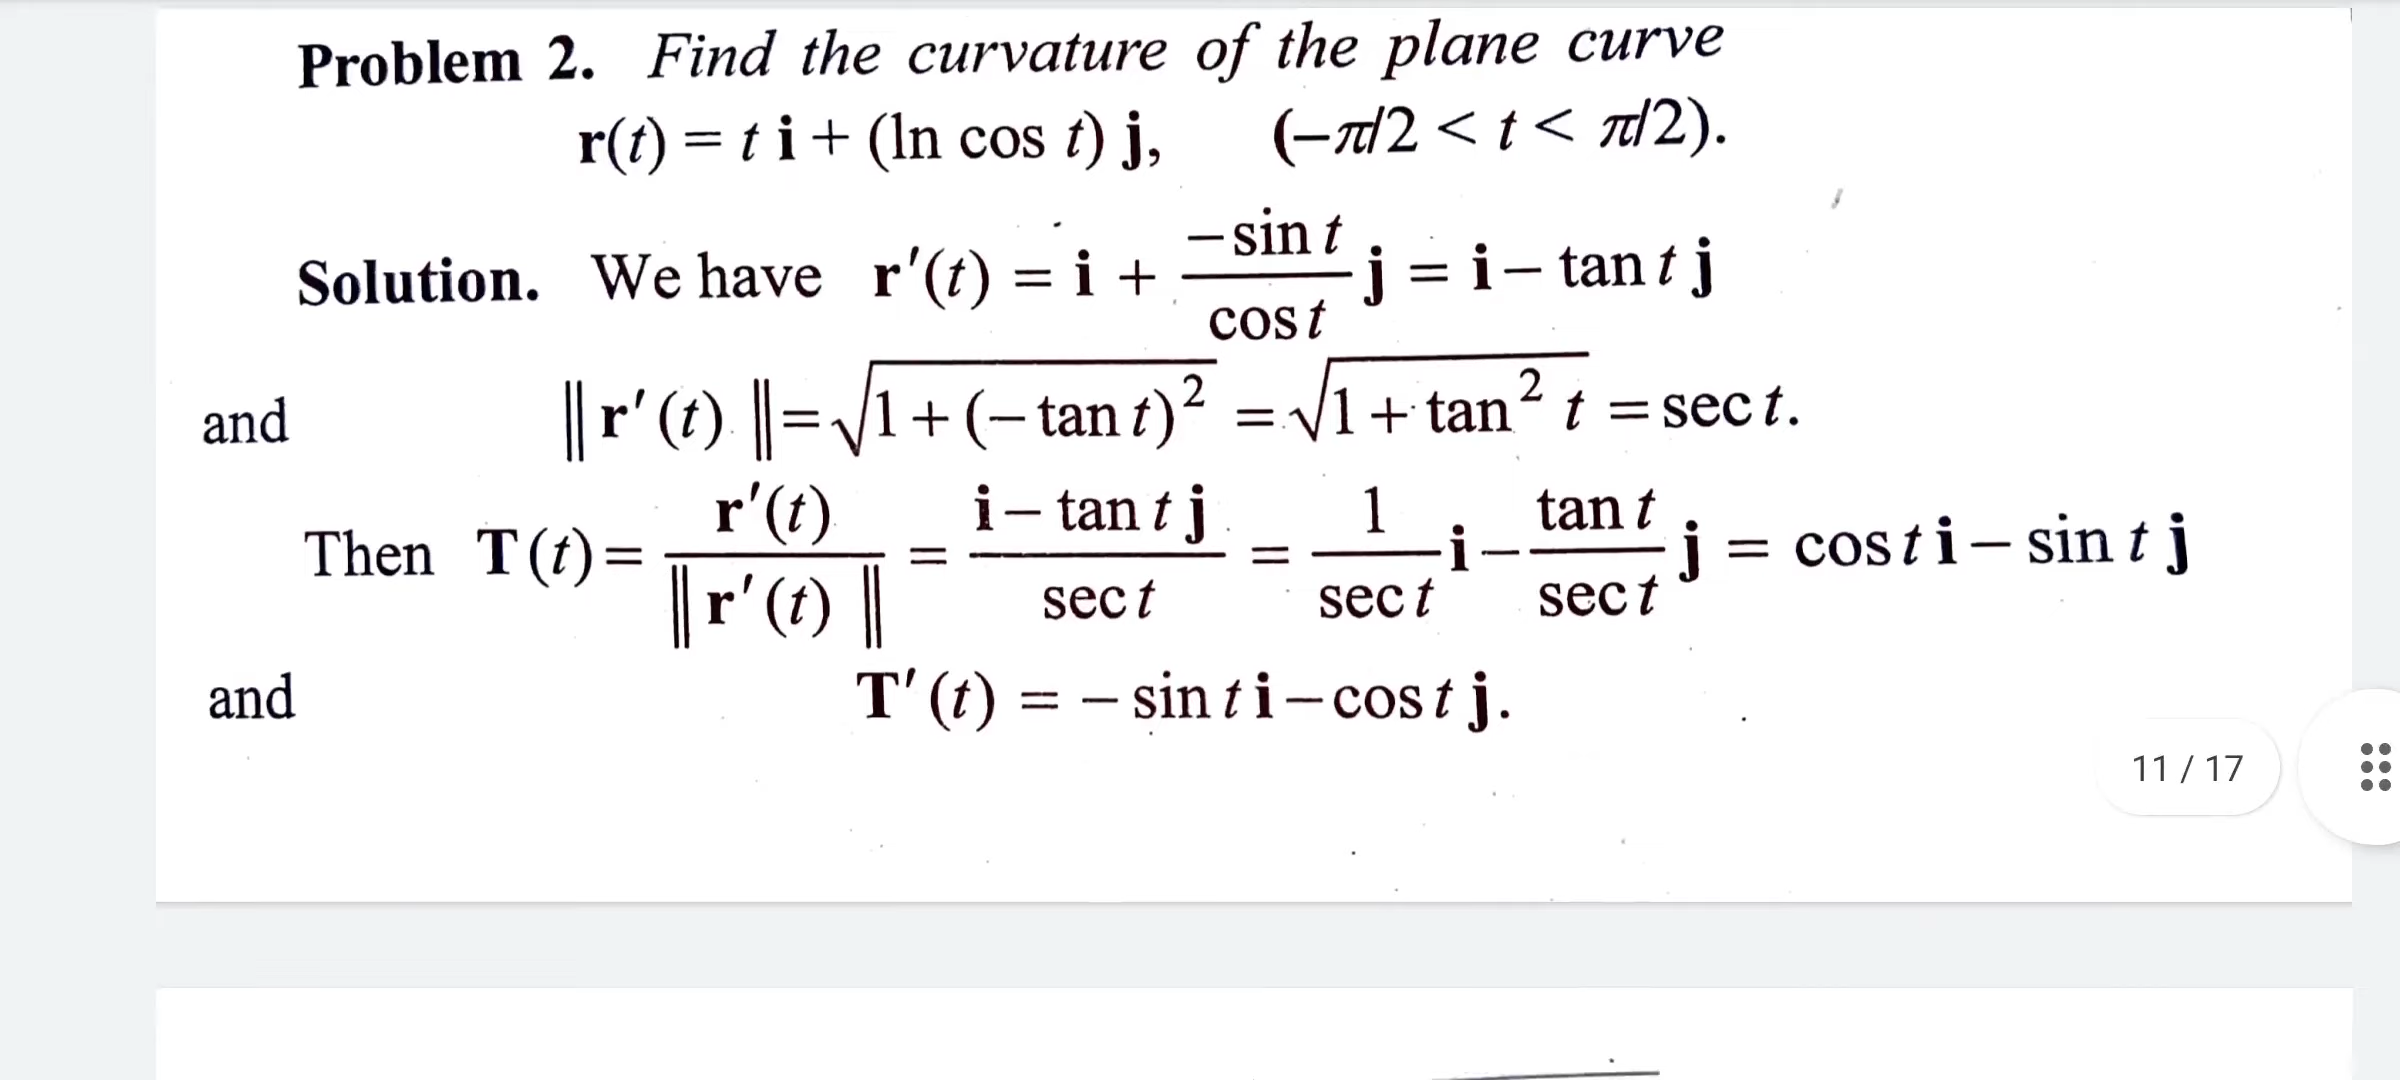 Problem 2. Find the curvature of the plane curve
r(t) = t i + (ln cos t) j, (−π/2 < t < π/2).
Solution. We have r′(t) = i + (−sin t)/(cos t) j = i − tan t j
and ‖r′(t)‖ = √(1 + (−tan t)²) = √(1 + tan² t) = sec t.
Then T(t) = r′(t)/‖r′(t)‖ = (i − tan t j)/(sec t) = 1/(sec t) i − (tan t)/(sec t) j = cos t i − sin t j
and T′(t) = − sin t i − cos t j.
11 / 17